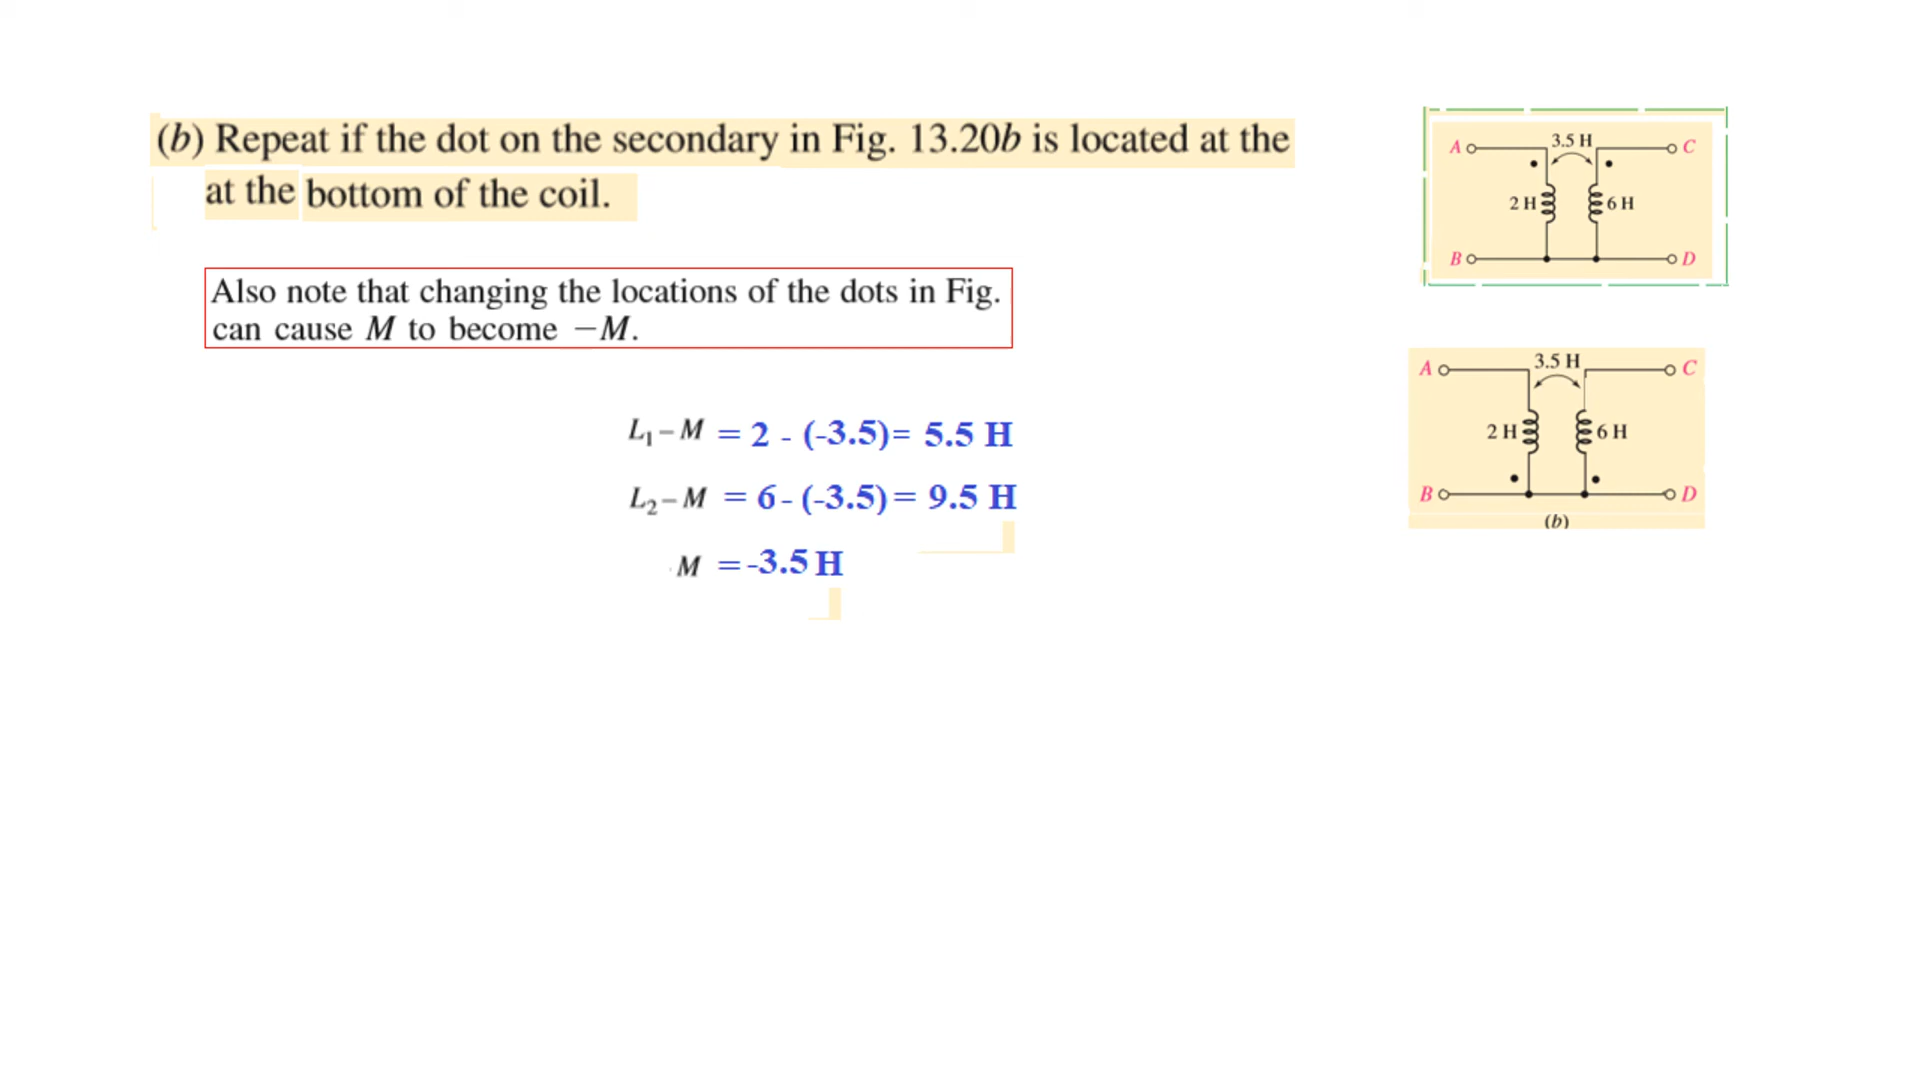 (b) Repeat if the dot on the secondary in Fig. 13.20b is located at the
at the bottom of the coil.
Also note that changing the locations of the dots in Fig.
can cause M to become −M.
L₁ − M = 2 - (-3.5)= 5.5 H
L₂ − M = 6 - (-3.5)= 9.5 H
M = -3.5 H
A 3.5 H C
2 H 6 H
B D
A 3.5 H C
2 H 6 H
B D
(b)